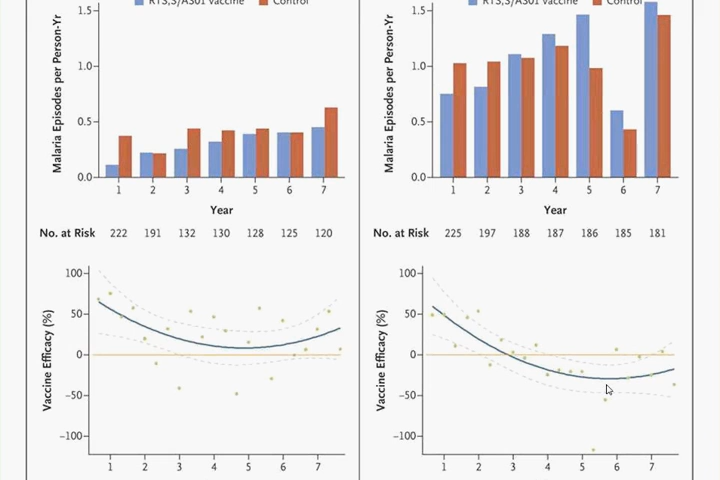 RTS,S/AS01 vaccine Control
Malaria Episodes per Person-Yr
1.5
1.0
0.5
0.0
1 2 3 4 5 6 7
Year
No. at Risk 222 191 132 130 128 125 120
Vaccine Efficacy (%)
100
50
0
−50
−100
1 2 3 4 5 6 7
RTS,S/AS01 vaccine Control
Malaria Episodes per Person-Yr
1.5
1.0
0.5
0.0
1 2 3 4 5 6 7
Year
No. at Risk 225 197 188 187 186 185 181
Vaccine Efficacy (%)
100
50
0
−50
−100
1 2 3 4 5 6 7